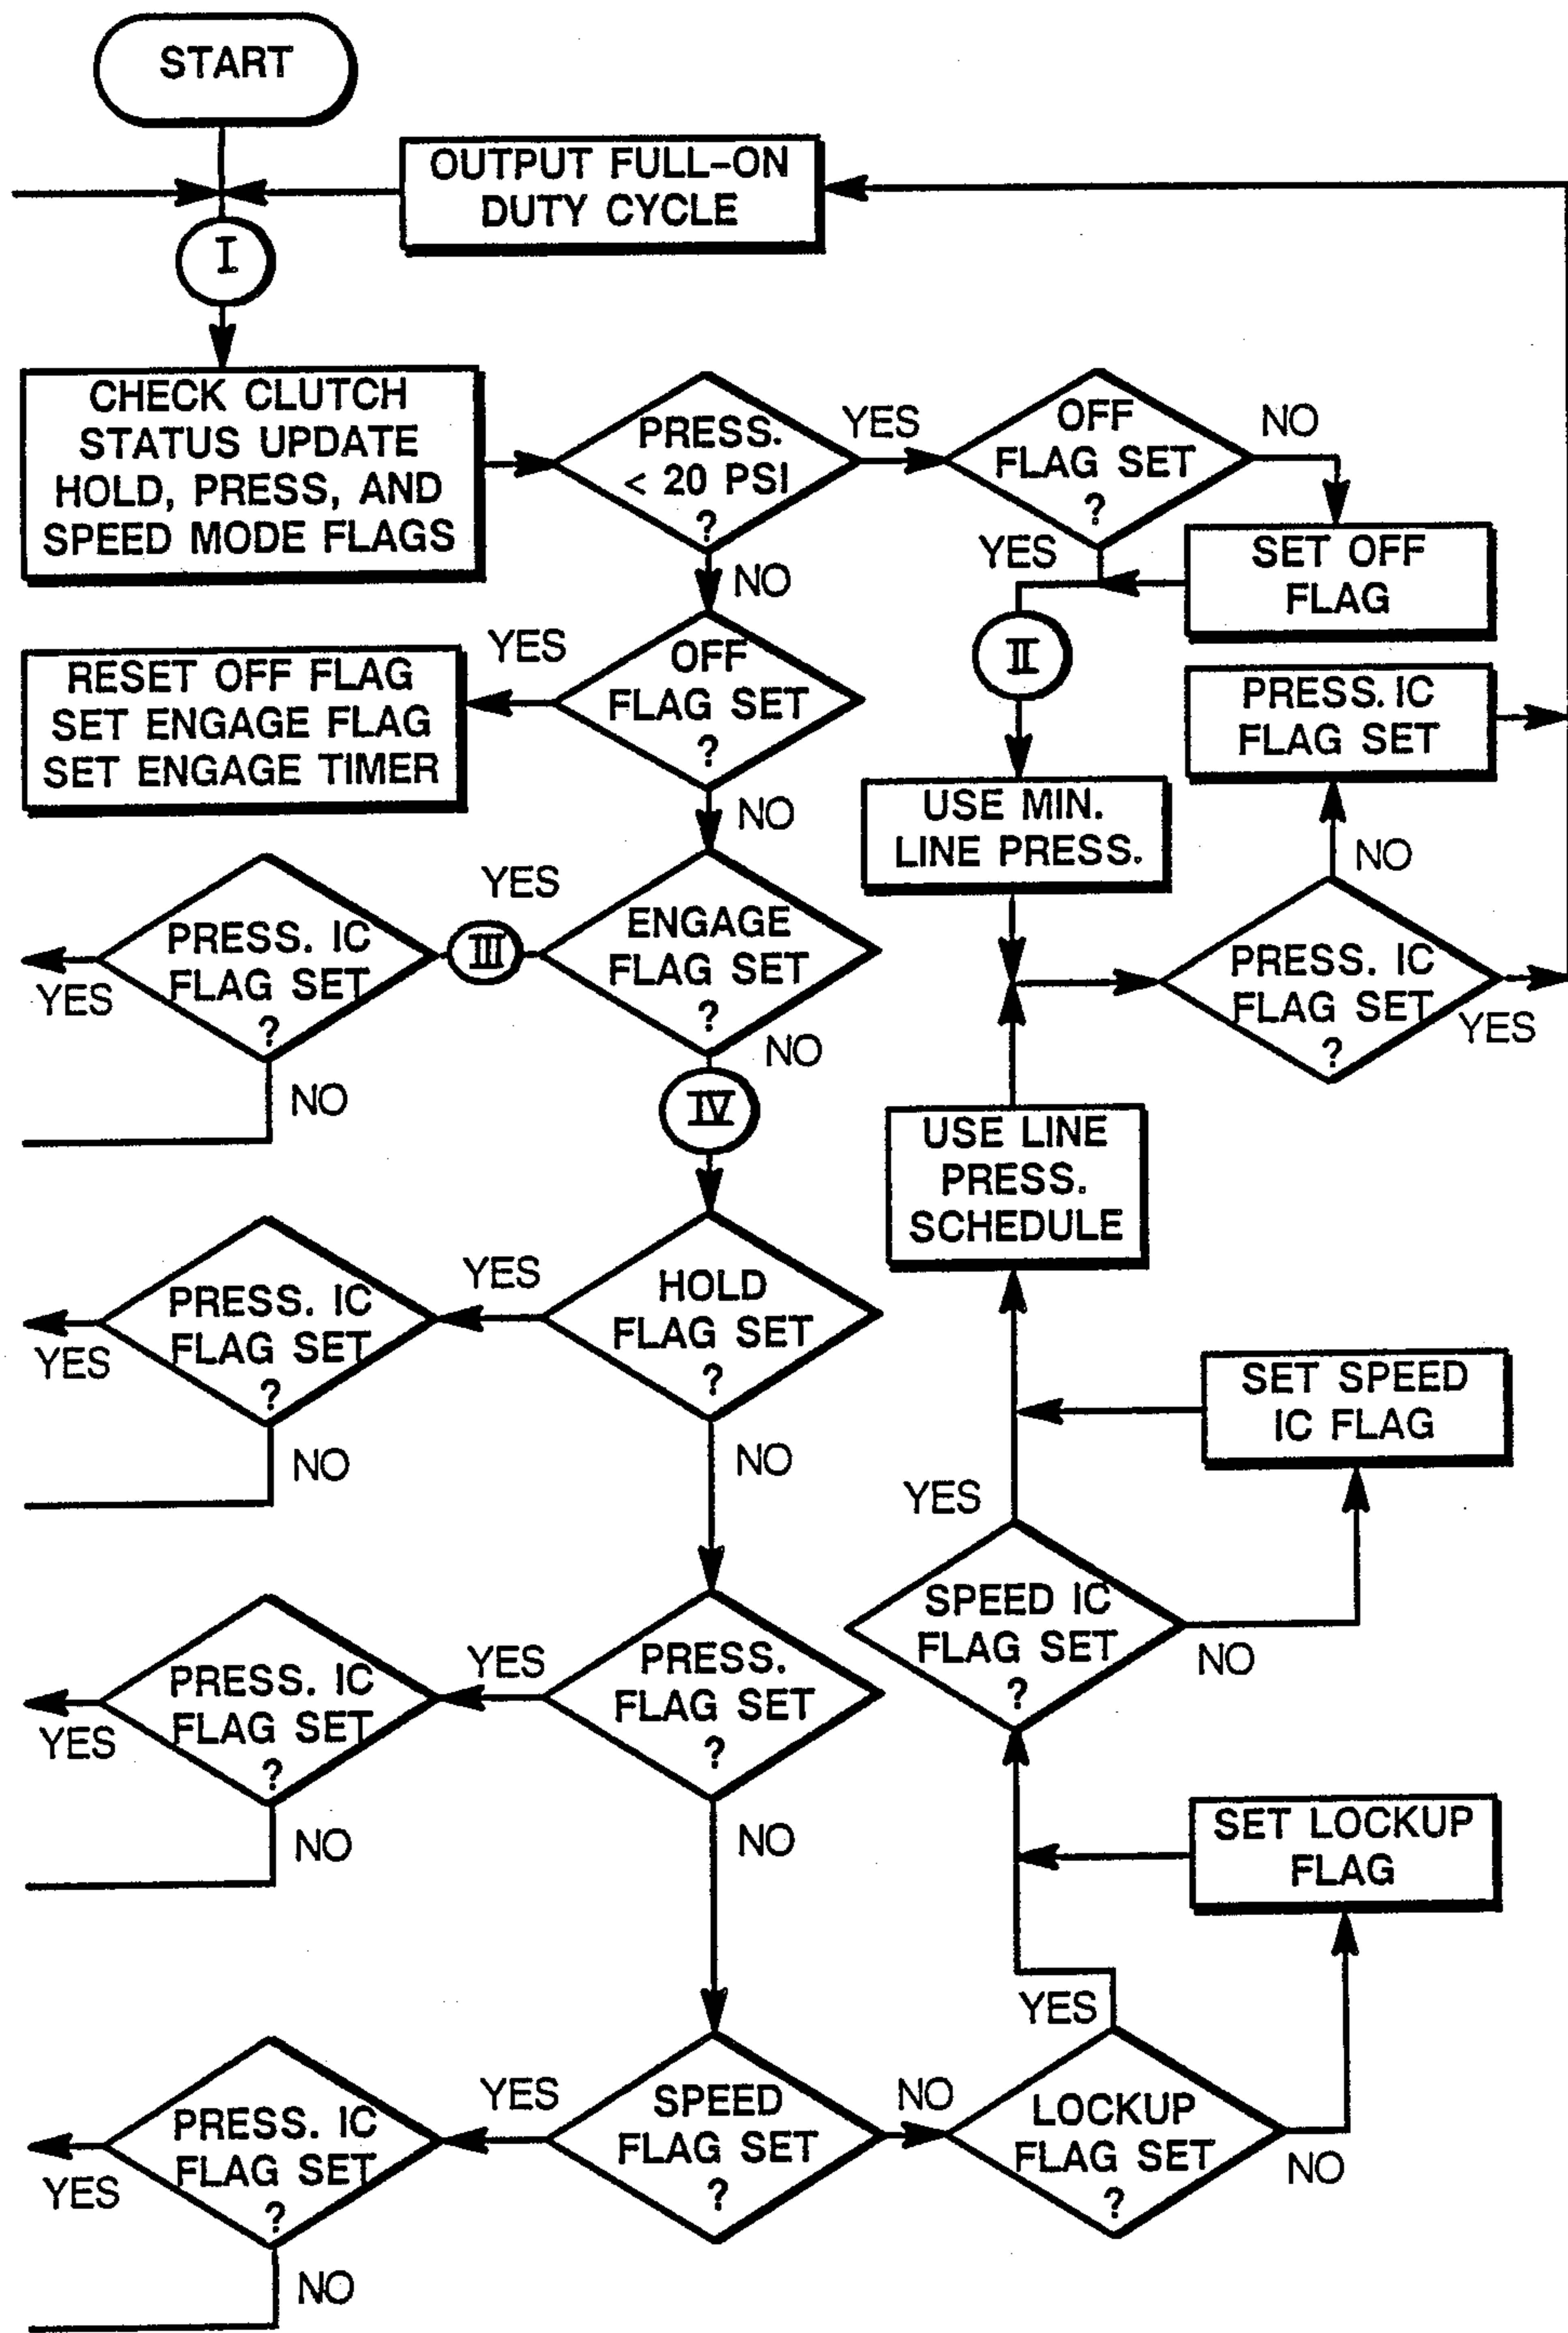 START
OUTPUT FULL-ON
DUTY CYCLE
I
CHECK CLUTCH
STATUS UPDATE
HOLD, PRESS, AND
SPEED MODE FLAGS
PRESS.
< 20 PSI
?
YES
OFF
FLAG SET
?
NO
YES
SET OFF
FLAG
NO
II
RESET OFF FLAG
SET ENGAGE FLAG
SET ENGAGE TIMER
YES
OFF
FLAG SET
?
NO
PRESS. IC
FLAG SET
USE MIN.
LINE PRESS.
NO
PRESS. IC
FLAG SET
?
YES
PRESS. IC
FLAG SET
?
YES
NO
III
YES
ENGAGE
FLAG SET
?
NO
IV
USE LINE
PRESS.
SCHEDULE
PRESS. IC
FLAG SET
?
YES
NO
YES
HOLD
FLAG SET
?
NO
SET SPEED
IC FLAG
YES
SPEED IC
FLAG SET
?
NO
PRESS. IC
FLAG SET
?
YES
NO
YES
PRESS.
FLAG SET
?
NO
SET LOCKUP
FLAG
YES
PRESS. IC
FLAG SET
?
YES
NO
YES
SPEED
FLAG SET
?
NO
LOCKUP
FLAG SET
?
NO